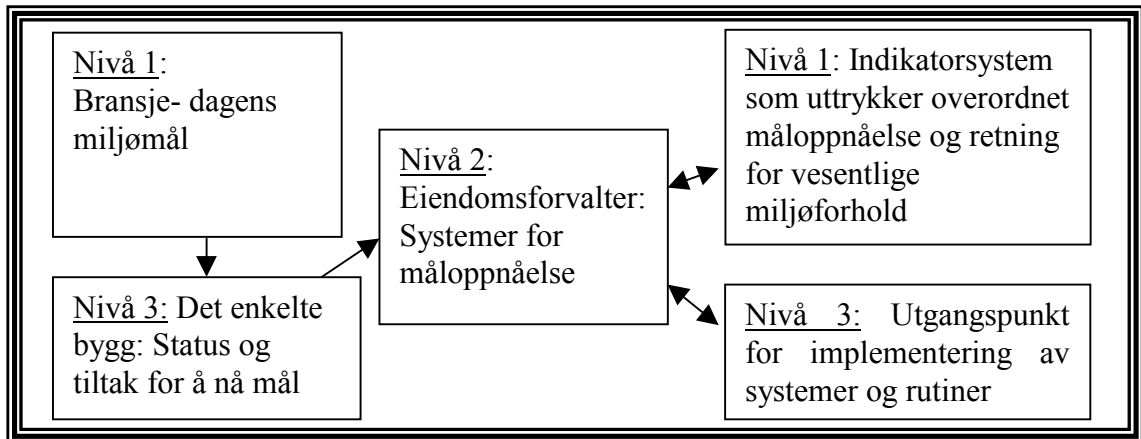 Nivå 1:
Bransje- dagens
miljømål
Nivå 3: Det enkelte
bygg: Status og
tiltak for å nå mål
Nivå 2:
Eiendomsforvalter:
Systemer for
måloppnåelse
Nivå 1: Indikatorsystem
som uttrykker overordnet
måloppnåelse og retning
for vesentlige
miljøforhold
Nivå 3: Utgangspunkt
for implementering av
systemer og rutiner